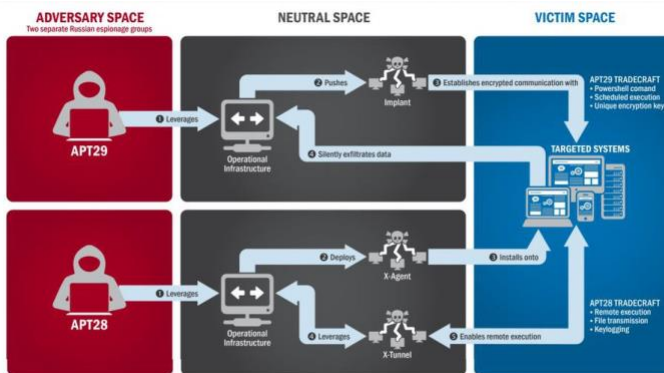 ADVERSARY SPACE
Two separate Russian espionage groups
NEUTRAL SPACE
VICTIM SPACE
APT29
1 Leverages
Operational
Infrastructure
2 Pushes
Implant
3 Establishes encrypted communication with
4 Silently exfiltrates data
APT29 TRADECRAFT
• Powershell comand
• Scheduled execution
• Unique encryption key
TARGETED SYSTEMS
APT28
1 Leverages
Operational
Infrastructure
2 Deploys
X-Agent
3 Installs onto
4 Leverages
X-Tunnel
5 Enables remote execution
APT28 TRADECRAFT
• Remote execution
• File transmission
• Keylogging